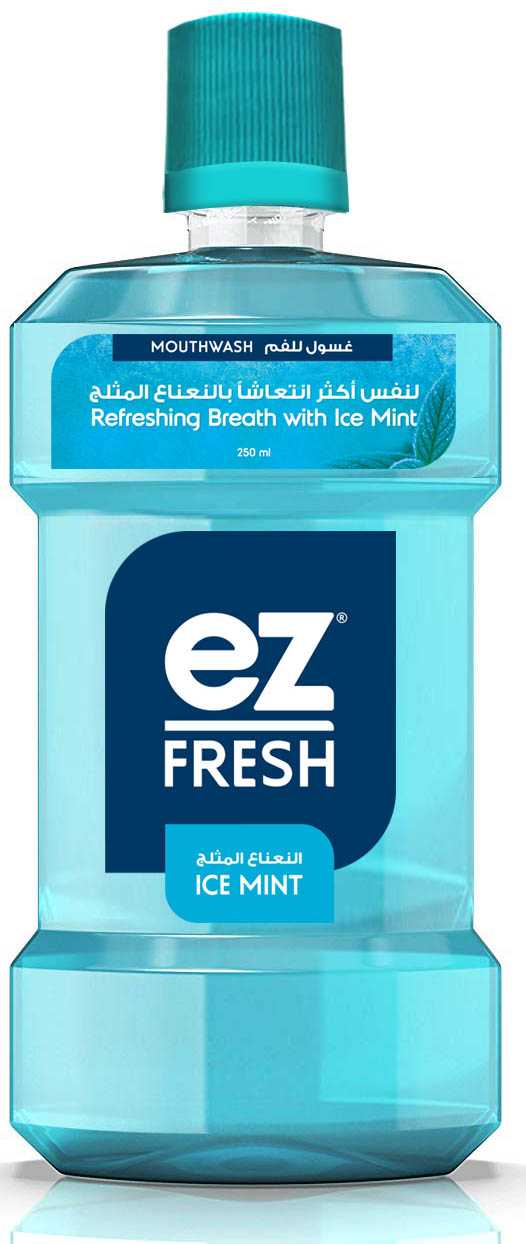 MOUTHWASH غسول للفم
لنفس أكثر انتعاشاً بالنعناع المثلج
Refreshing Breath with Ice Mint
250 ml
ez®
FRESH
النعناع المثلج
ICE MINT